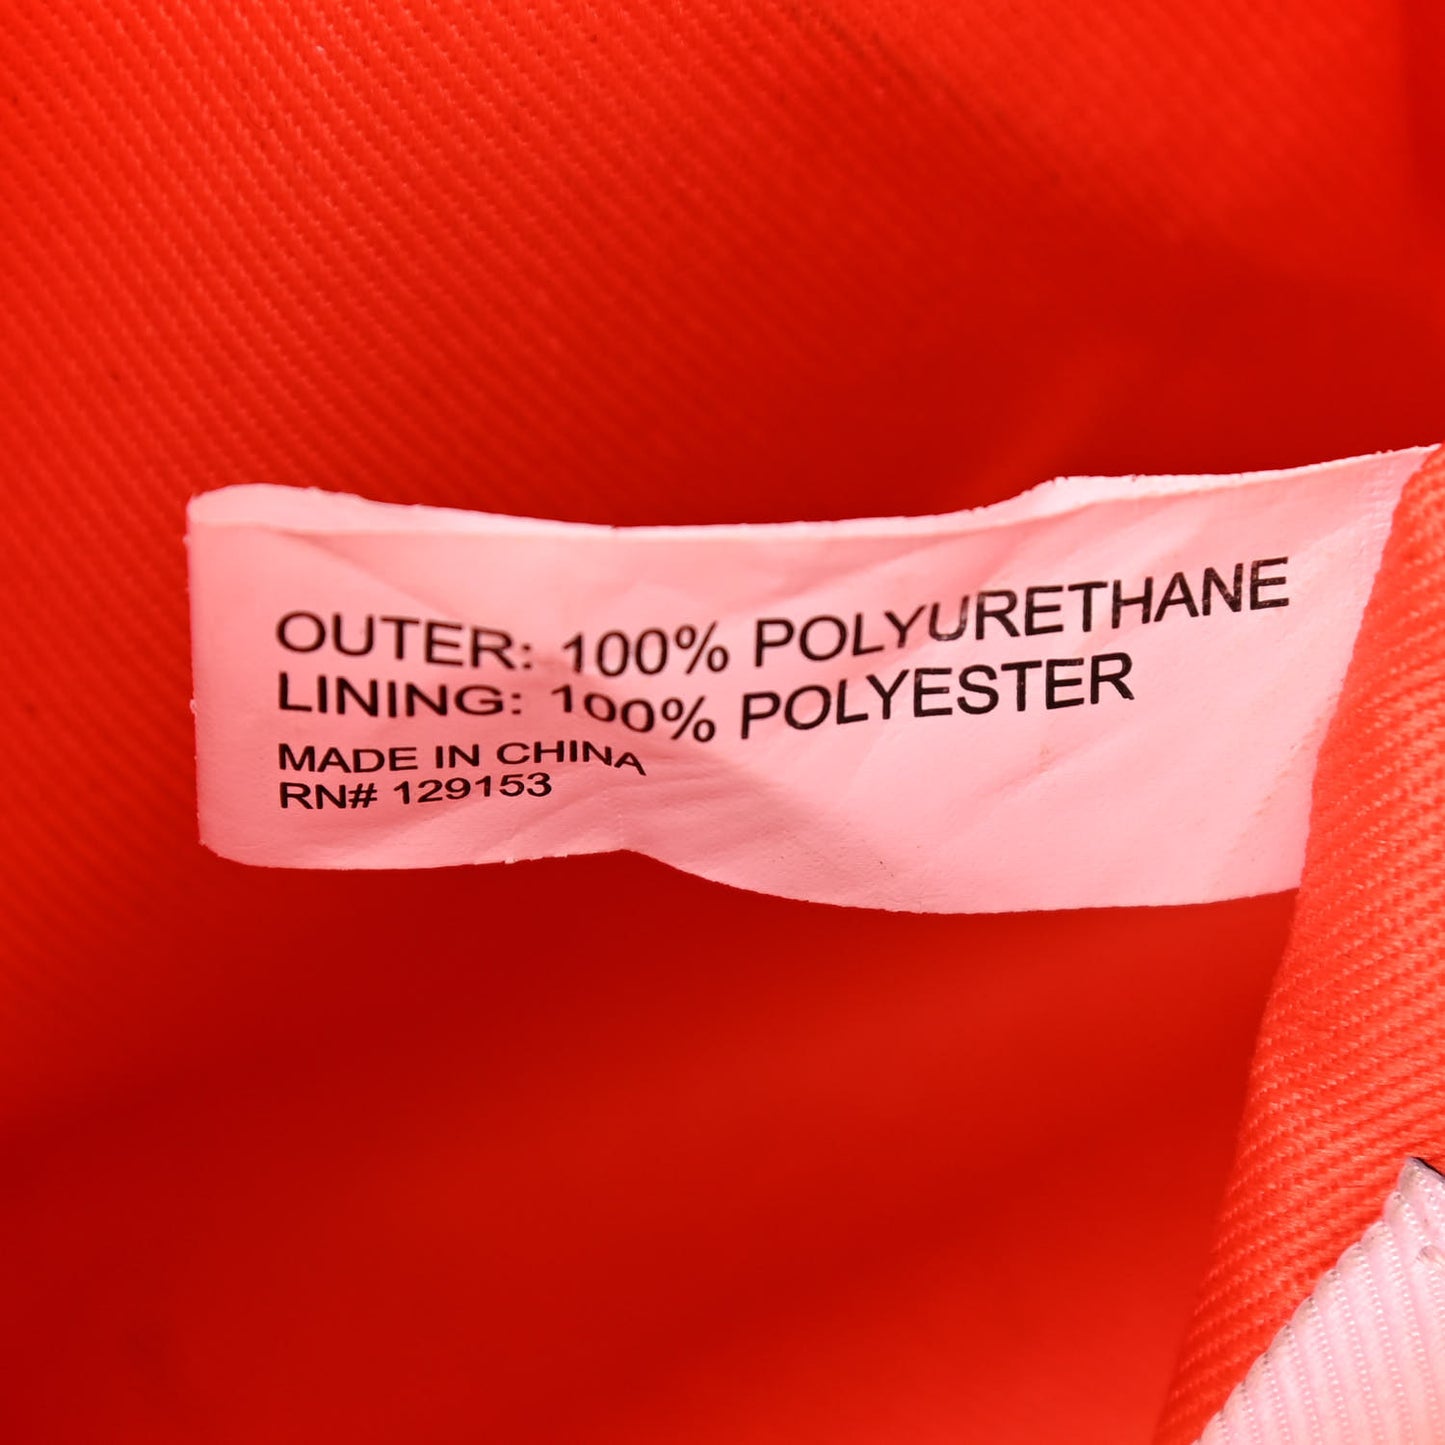 OUTER: 100% POLYURETHANE
LINING: 100% POLYESTER
MADE IN CHINA
RN# 129153